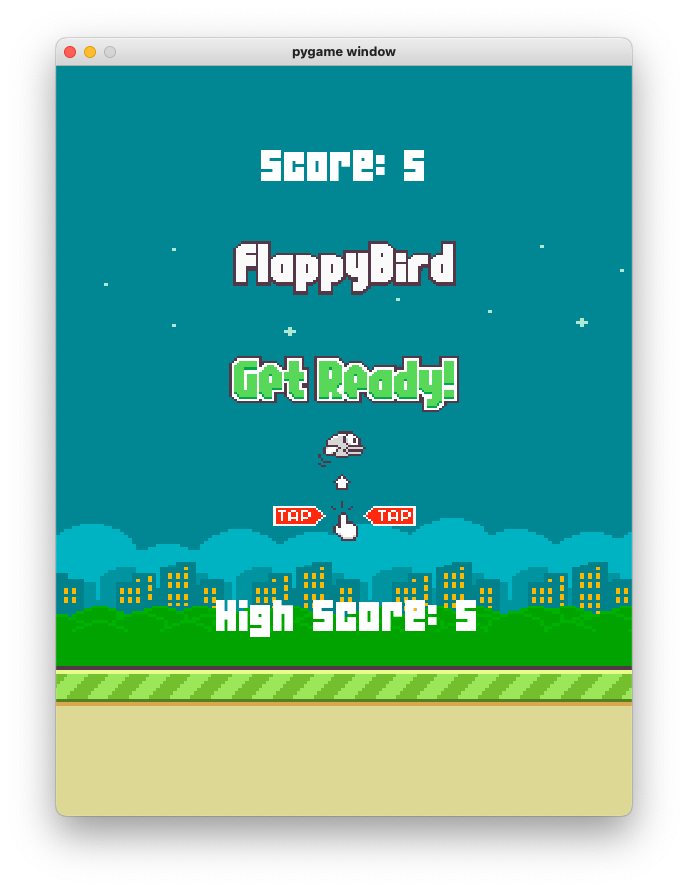 pygame window
Score: 5
FlappyBird
Get Ready!
TAP TAP
High Score: 5